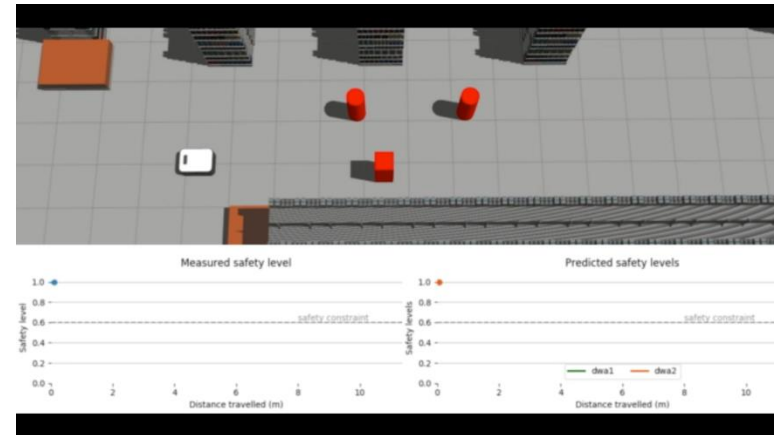 Measured safety level
1.0
0.8
0.6
0.4
0.2
0.0
Safety level
safety constraint
0 2 4 6 8 10
Distance travelled (m)
Predicted safety levels
1.0
0.8
0.6
0.4
0.2
0.0
Safety levels
safety constraint
dwa1 dwa2
0 2 4 6 8 10
Distance travelled (m)